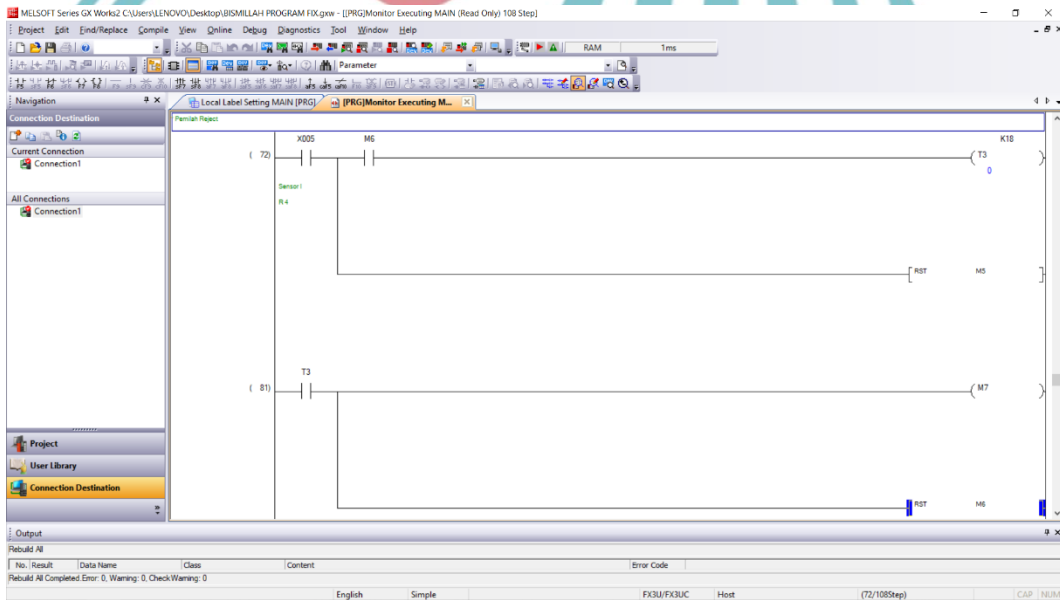 MELSOFT Series GX Works2 C:\Users\LENOVO\Desktop\BISMILLAH PROGRAM FIX.gxw - [[PRG]Monitor Executing MAIN (Read Only) 108 Step]
Project Edit Find/Replace Compile View Online Debug Diagnostics Tool Window Help
RAM 1ms
Parameter
Navigation
Local Label Setting MAIN [PRG] [PRG]Monitor Executing M...
Connection Destination
Current Connection
Connection1
All Connections
Connection1
Pemilah Reject
X005 M6 K18
( 72) T3
0
Sensor I
R-4
RST M5
T3
( 81) M7
RST M6
Project
User Library
Connection Destination
Output
Rebuild All
No. Result Data Name Class Content Error Code
Rebuild All Completed.Error: 0, Warning: 0, Check Warning: 0
English Simple FX3U/FX3UC Host (72/108Step) CAP NUM